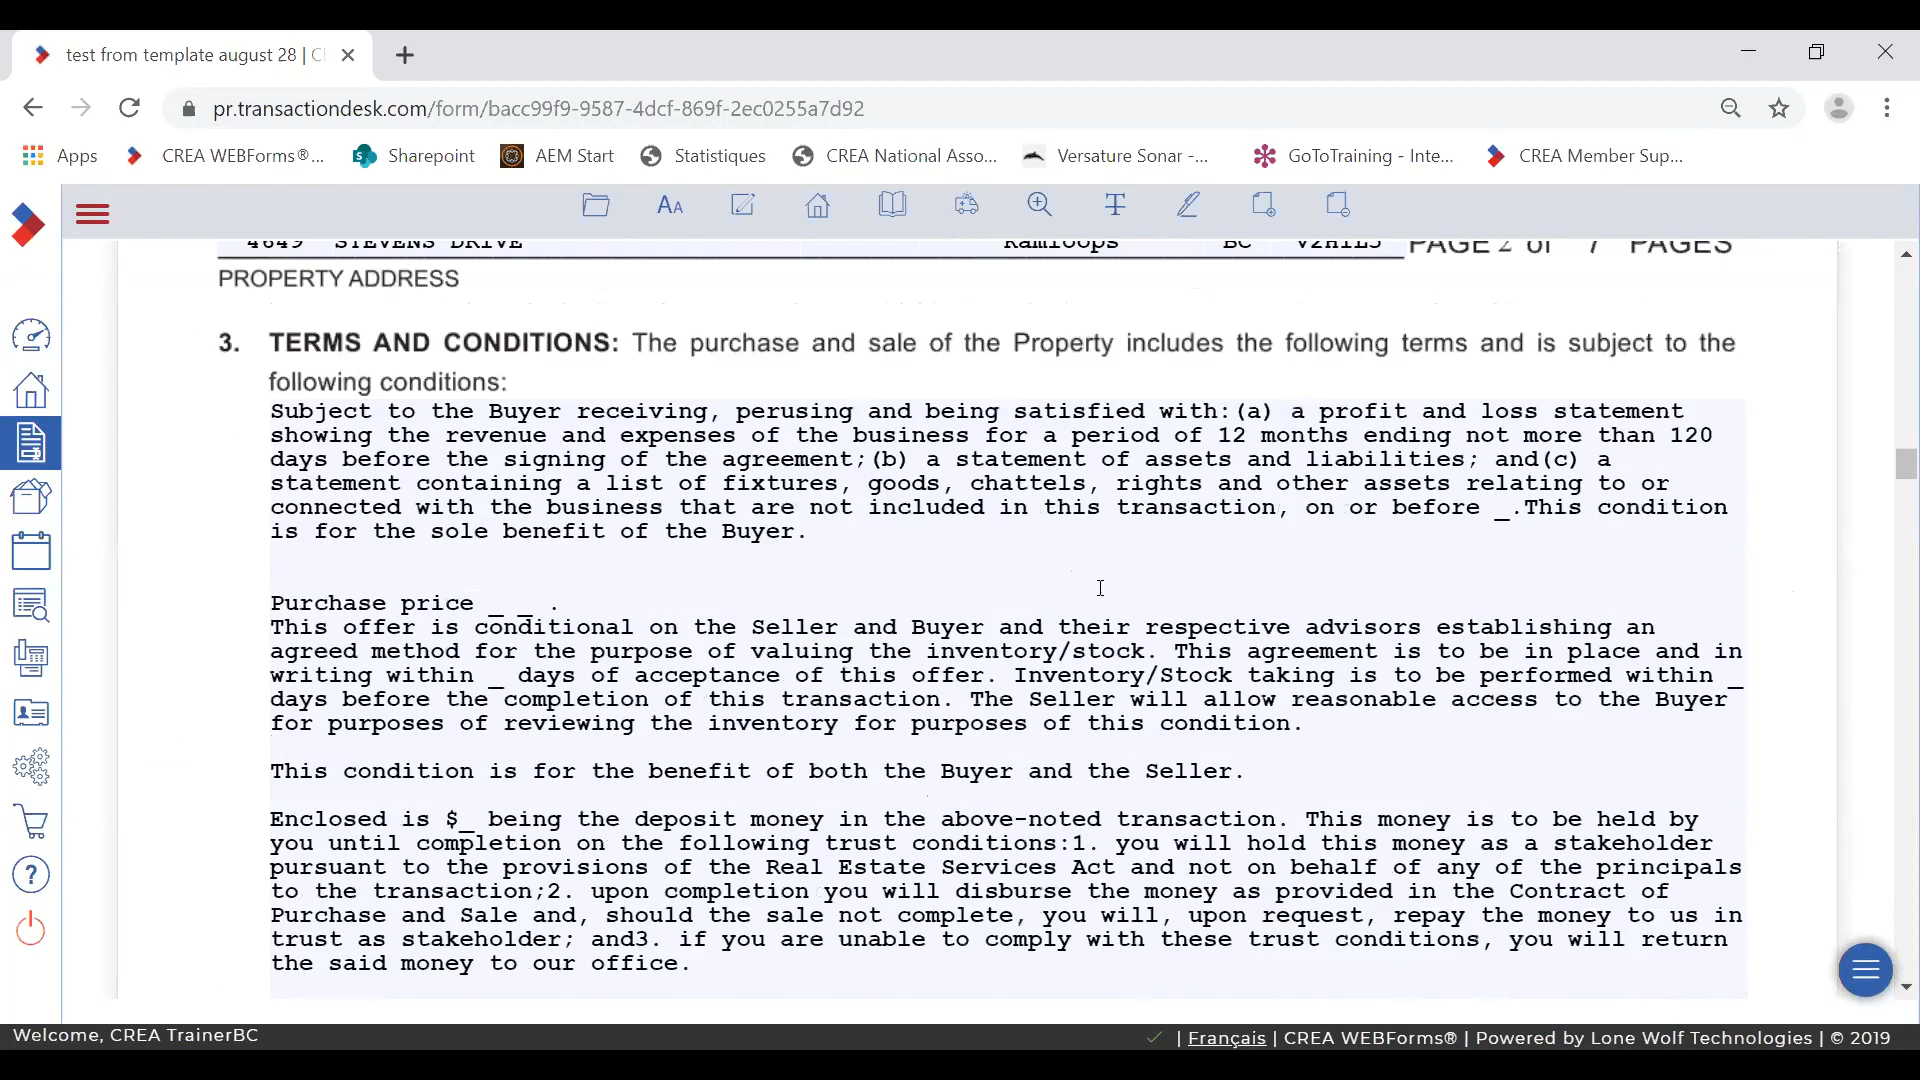 test from template august 28 | C
pr.transactiondesk.com/form/bacc99f9-9587-4dcf-869f-2ec0255a7d92
Apps CREA WEBForms®... Sharepoint AEM Start Statistiques CREA National Asso... Versature Sonar -... GoToTraining - Inte... CREA Member Sup...
4649 STEVENS DRIVE Kamloops BC V2H1L3 PAGE 2 of 7 PAGES
PROPERTY ADDRESS
3. TERMS AND CONDITIONS: The purchase and sale of the Property includes the following terms and is subject to the
following conditions:
Subject to the Buyer receiving, perusing and being satisfied with:(a) a profit and loss statement
showing the revenue and expenses of the business for a period of 12 months ending not more than 120
days before the signing of the agreement;(b) a statement of assets and liabilities; and(c) a
statement containing a list of fixtures, goods, chattels, rights and other assets relating to or
connected with the business that are not included in this transaction, on or before _.This condition
is for the sole benefit of the Buyer.
Purchase price _ _ .
This offer is conditional on the Seller and Buyer and their respective advisors establishing an
agreed method for the purpose of valuing the inventory/stock. This agreement is to be in place and in
writing within _ days of acceptance of this offer. Inventory/Stock taking is to be performed within _
days before the completion of this transaction. The Seller will allow reasonable access to the Buyer
for purposes of reviewing the inventory for purposes of this condition.
This condition is for the benefit of both the Buyer and the Seller.
Enclosed is $_ being the deposit money in the above-noted transaction. This money is to be held by
you until completion on the following trust conditions:1. you will hold this money as a stakeholder
pursuant to the provisions of the Real Estate Services Act and not on behalf of any of the principals
to the transaction;2. upon completion you will disburse the money as provided in the Contract of
Purchase and Sale and, should the sale not complete, you will, upon request, repay the money to us in
trust as stakeholder; and3. if you are unable to comply with these trust conditions, you will return
the said money to our office.
Welcome, CREA TrainerBC | Français | CREA WEBForms® | Powered by Lone Wolf Technologies | © 2019